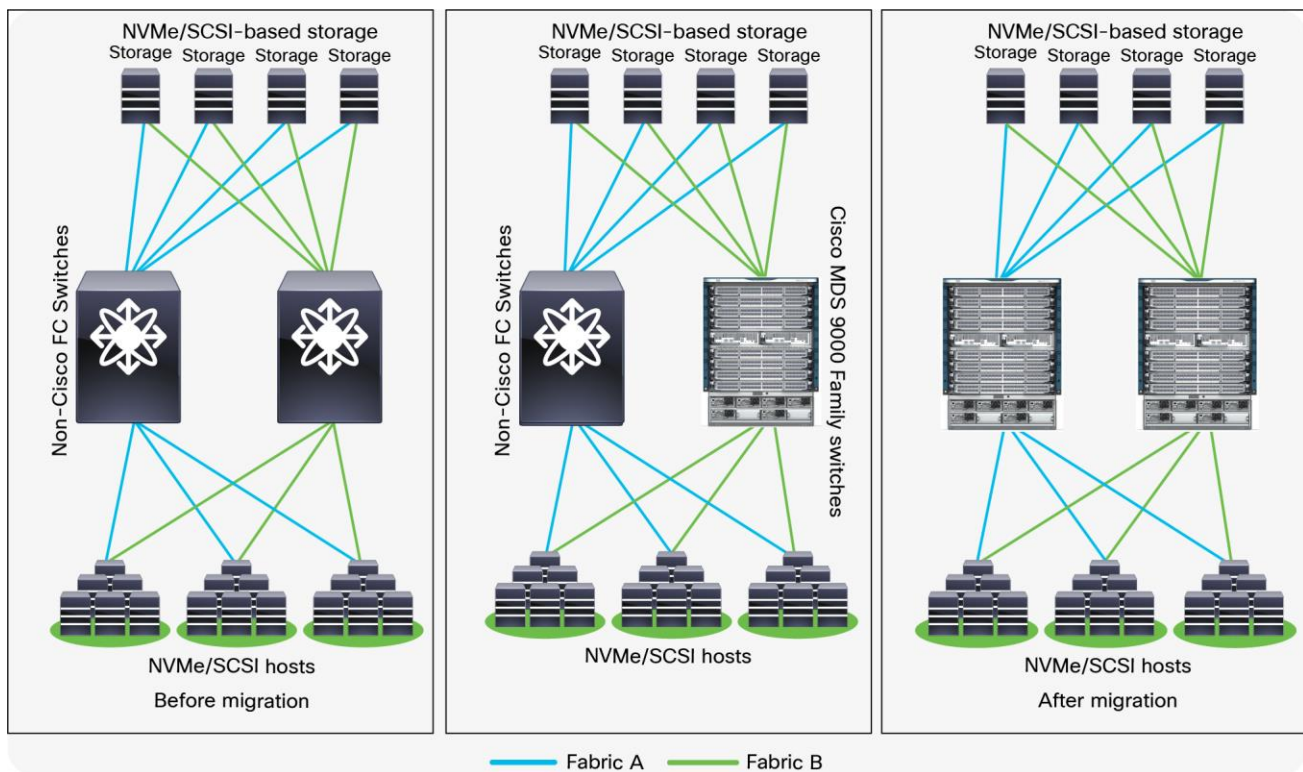 NVMe/SCSI-based storage
Storage Storage Storage Storage
Non-Cisco FC Switches
NVMe/SCSI hosts
Before migration
NVMe/SCSI-based storage
Storage Storage Storage Storage
Non-Cisco FC Switches
Cisco MDS 9000 Family switches
NVMe/SCSI hosts
NVMe/SCSI-based storage
Storage Storage Storage Storage
NVMe/SCSI hosts
After migration
Fabric A
Fabric B